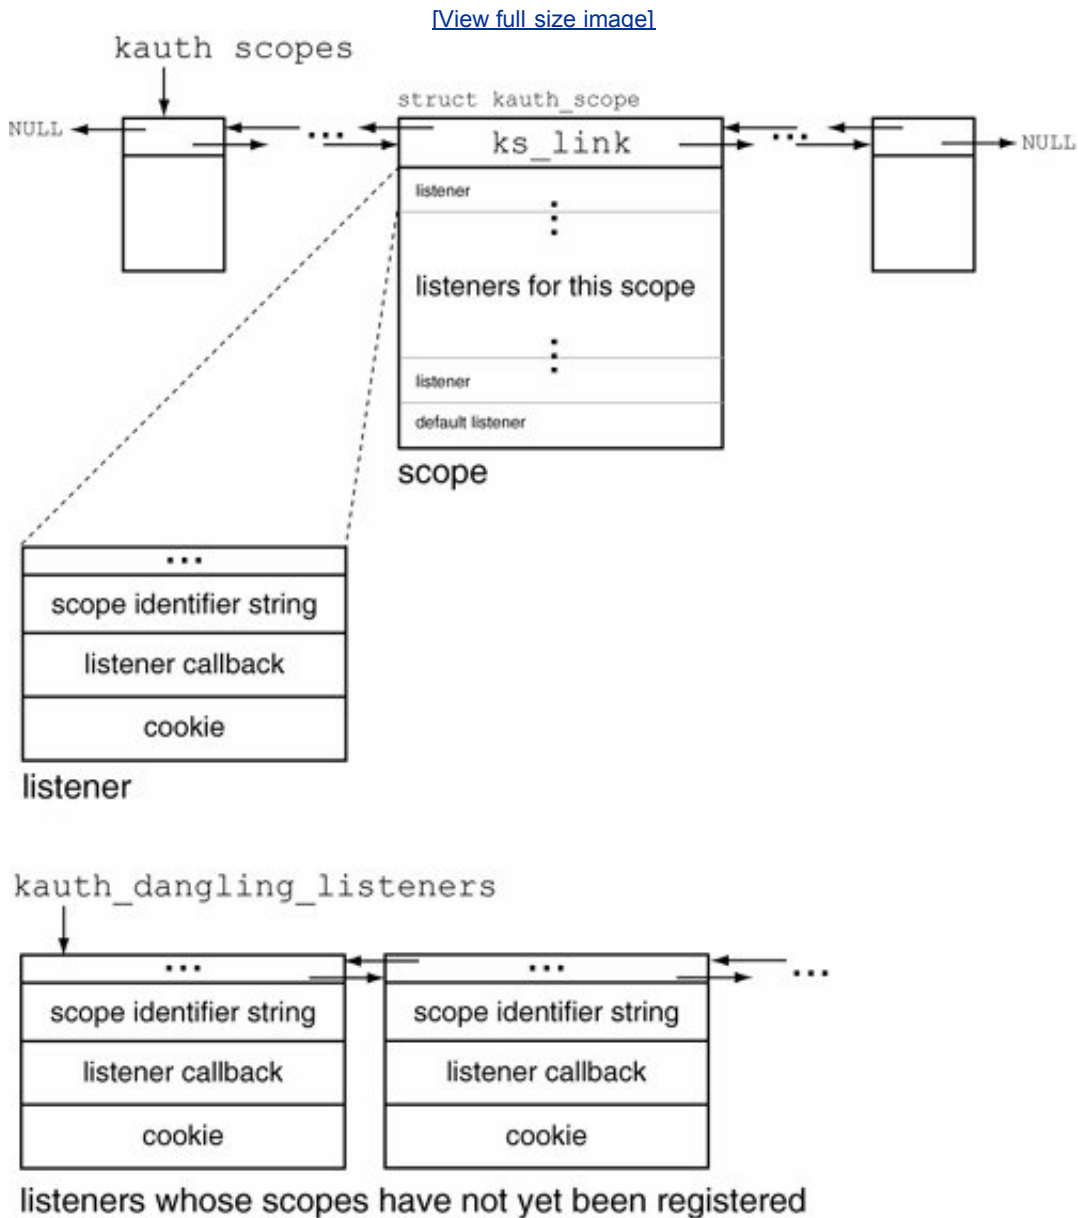 [View full size image]
kauth scopes
struct kauth_scope
NULL
...
ks_link
...
NULL
listener
listeners for this scope
listener
default listener
scope
...
scope identifier string
listener callback
cookie
listener
kauth_dangling_listeners
... ... ...
scope identifier string scope identifier string
listener callback listener callback
cookie cookie
listeners whose scopes have not yet been registered